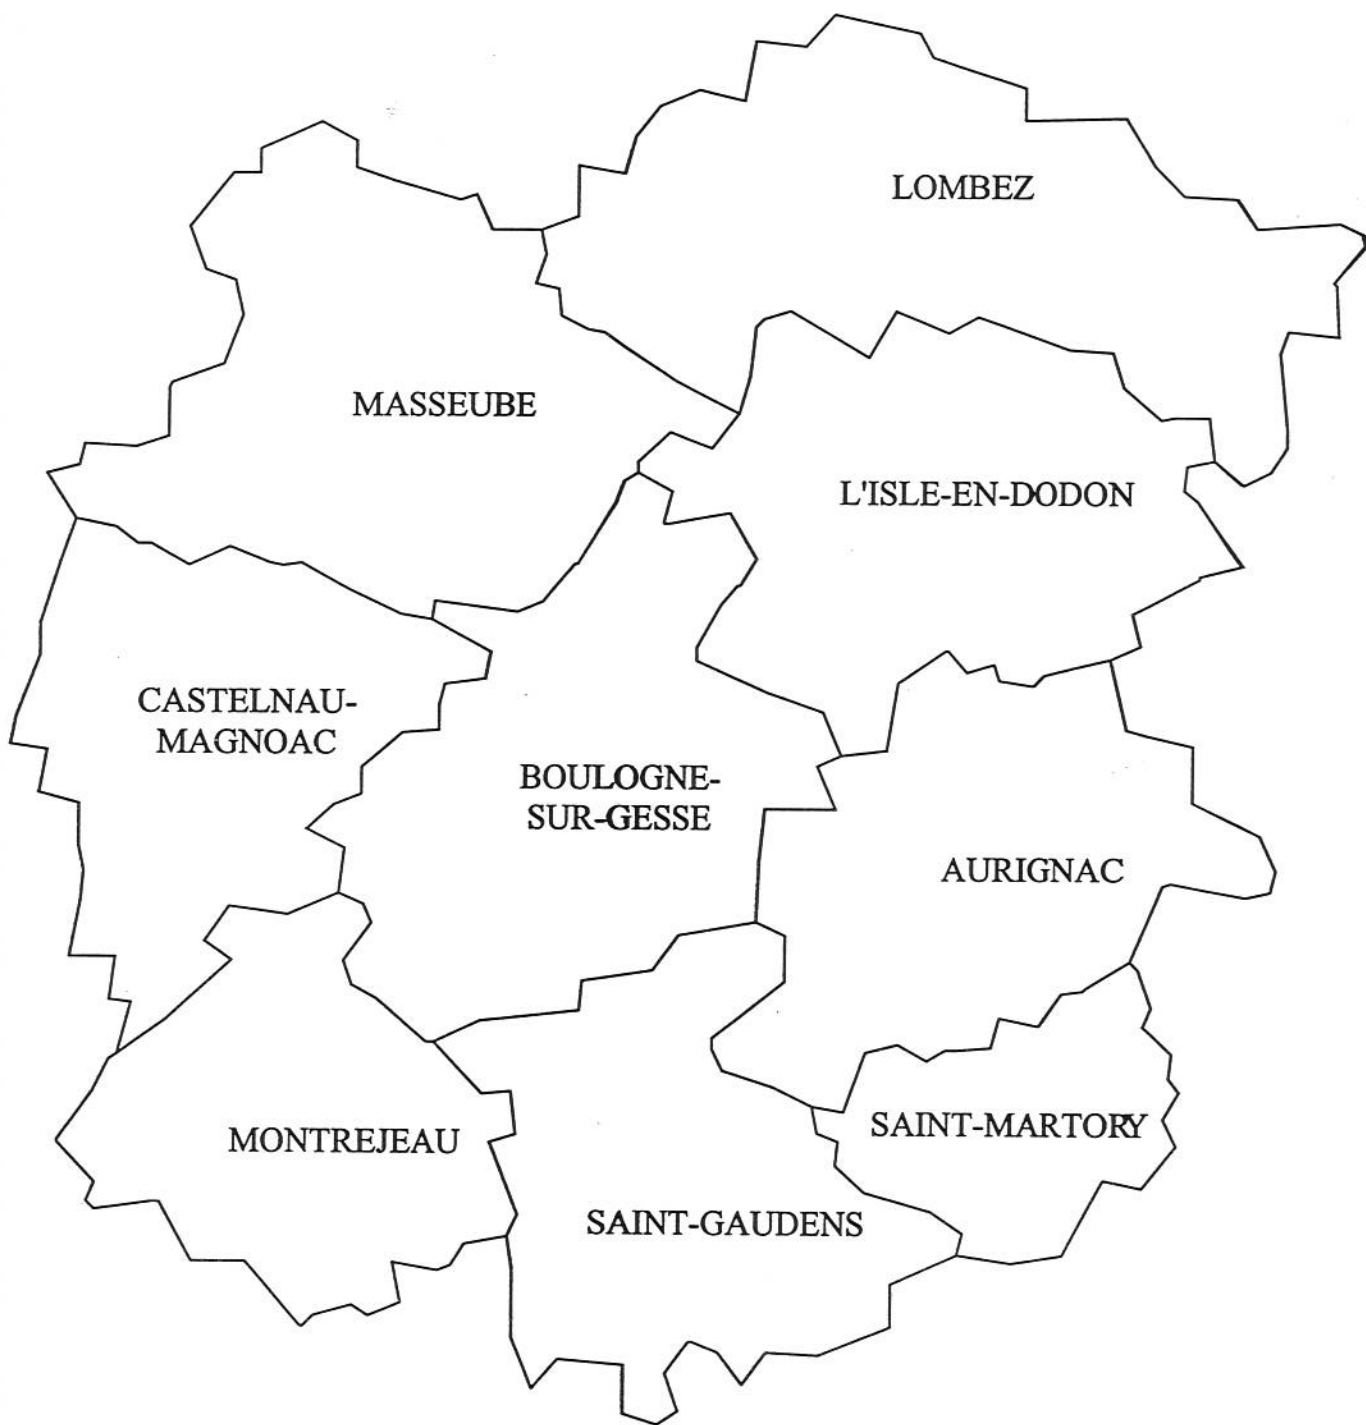 LOMBEZ
MASSEUBE
L'ISLE-EN-DODON
CASTELNAU-
MAGNOAC
BOULOGNE-
SUR-GESSE
AURIGNAC
MONTREJEAU
SAINT-MARTORY
SAINT-GAUDENS